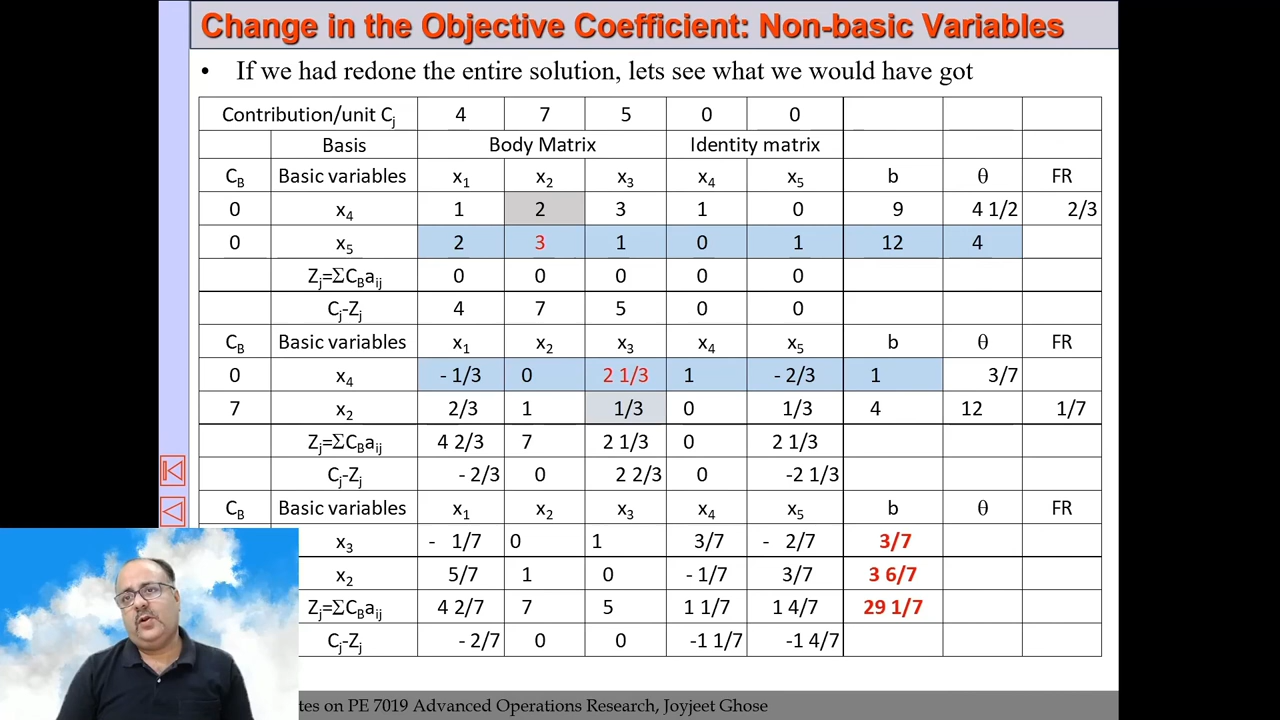 Change in the Objective Coefficient: Non-basic Variables
• If we had redone the entire solution, lets see what we would have got
Contribution/unit Cj 4 7 5 0 0
Basis Body Matrix Identity matrix
CB Basic variables x1 x2 x3 x4 x5 b θ FR
0 x4 1 2 3 1 0 9 4 1/2 2/3
0 x5 2 3 1 0 1 12 4
Zj=ΣCBaij 0 0 0 0 0
Cj-Zj 4 7 5 0 0
CB Basic variables x1 x2 x3 x4 x5 b θ FR
0 x4 - 1/3 0 2 1/3 1 - 2/3 1 3/7
7 x2 2/3 1 1/3 0 1/3 4 12 1/7
Zj=ΣCBaij 4 2/3 7 2 1/3 0 2 1/3
Cj-Zj - 2/3 0 2 2/3 0 -2 1/3
CB Basic variables x1 x2 x3 x4 x5 b θ FR
x3 - 1/7 0 1 3/7 - 2/7 3/7
x2 5/7 1 0 - 1/7 3/7 3 6/7
Zj=ΣCBaij 4 2/7 7 5 1 1/7 1 4/7 29 1/7
Cj-Zj - 2/7 0 0 -1 1/7 -1 4/7
tes on PE 7019 Advanced Operations Research, Joyjeet Ghose